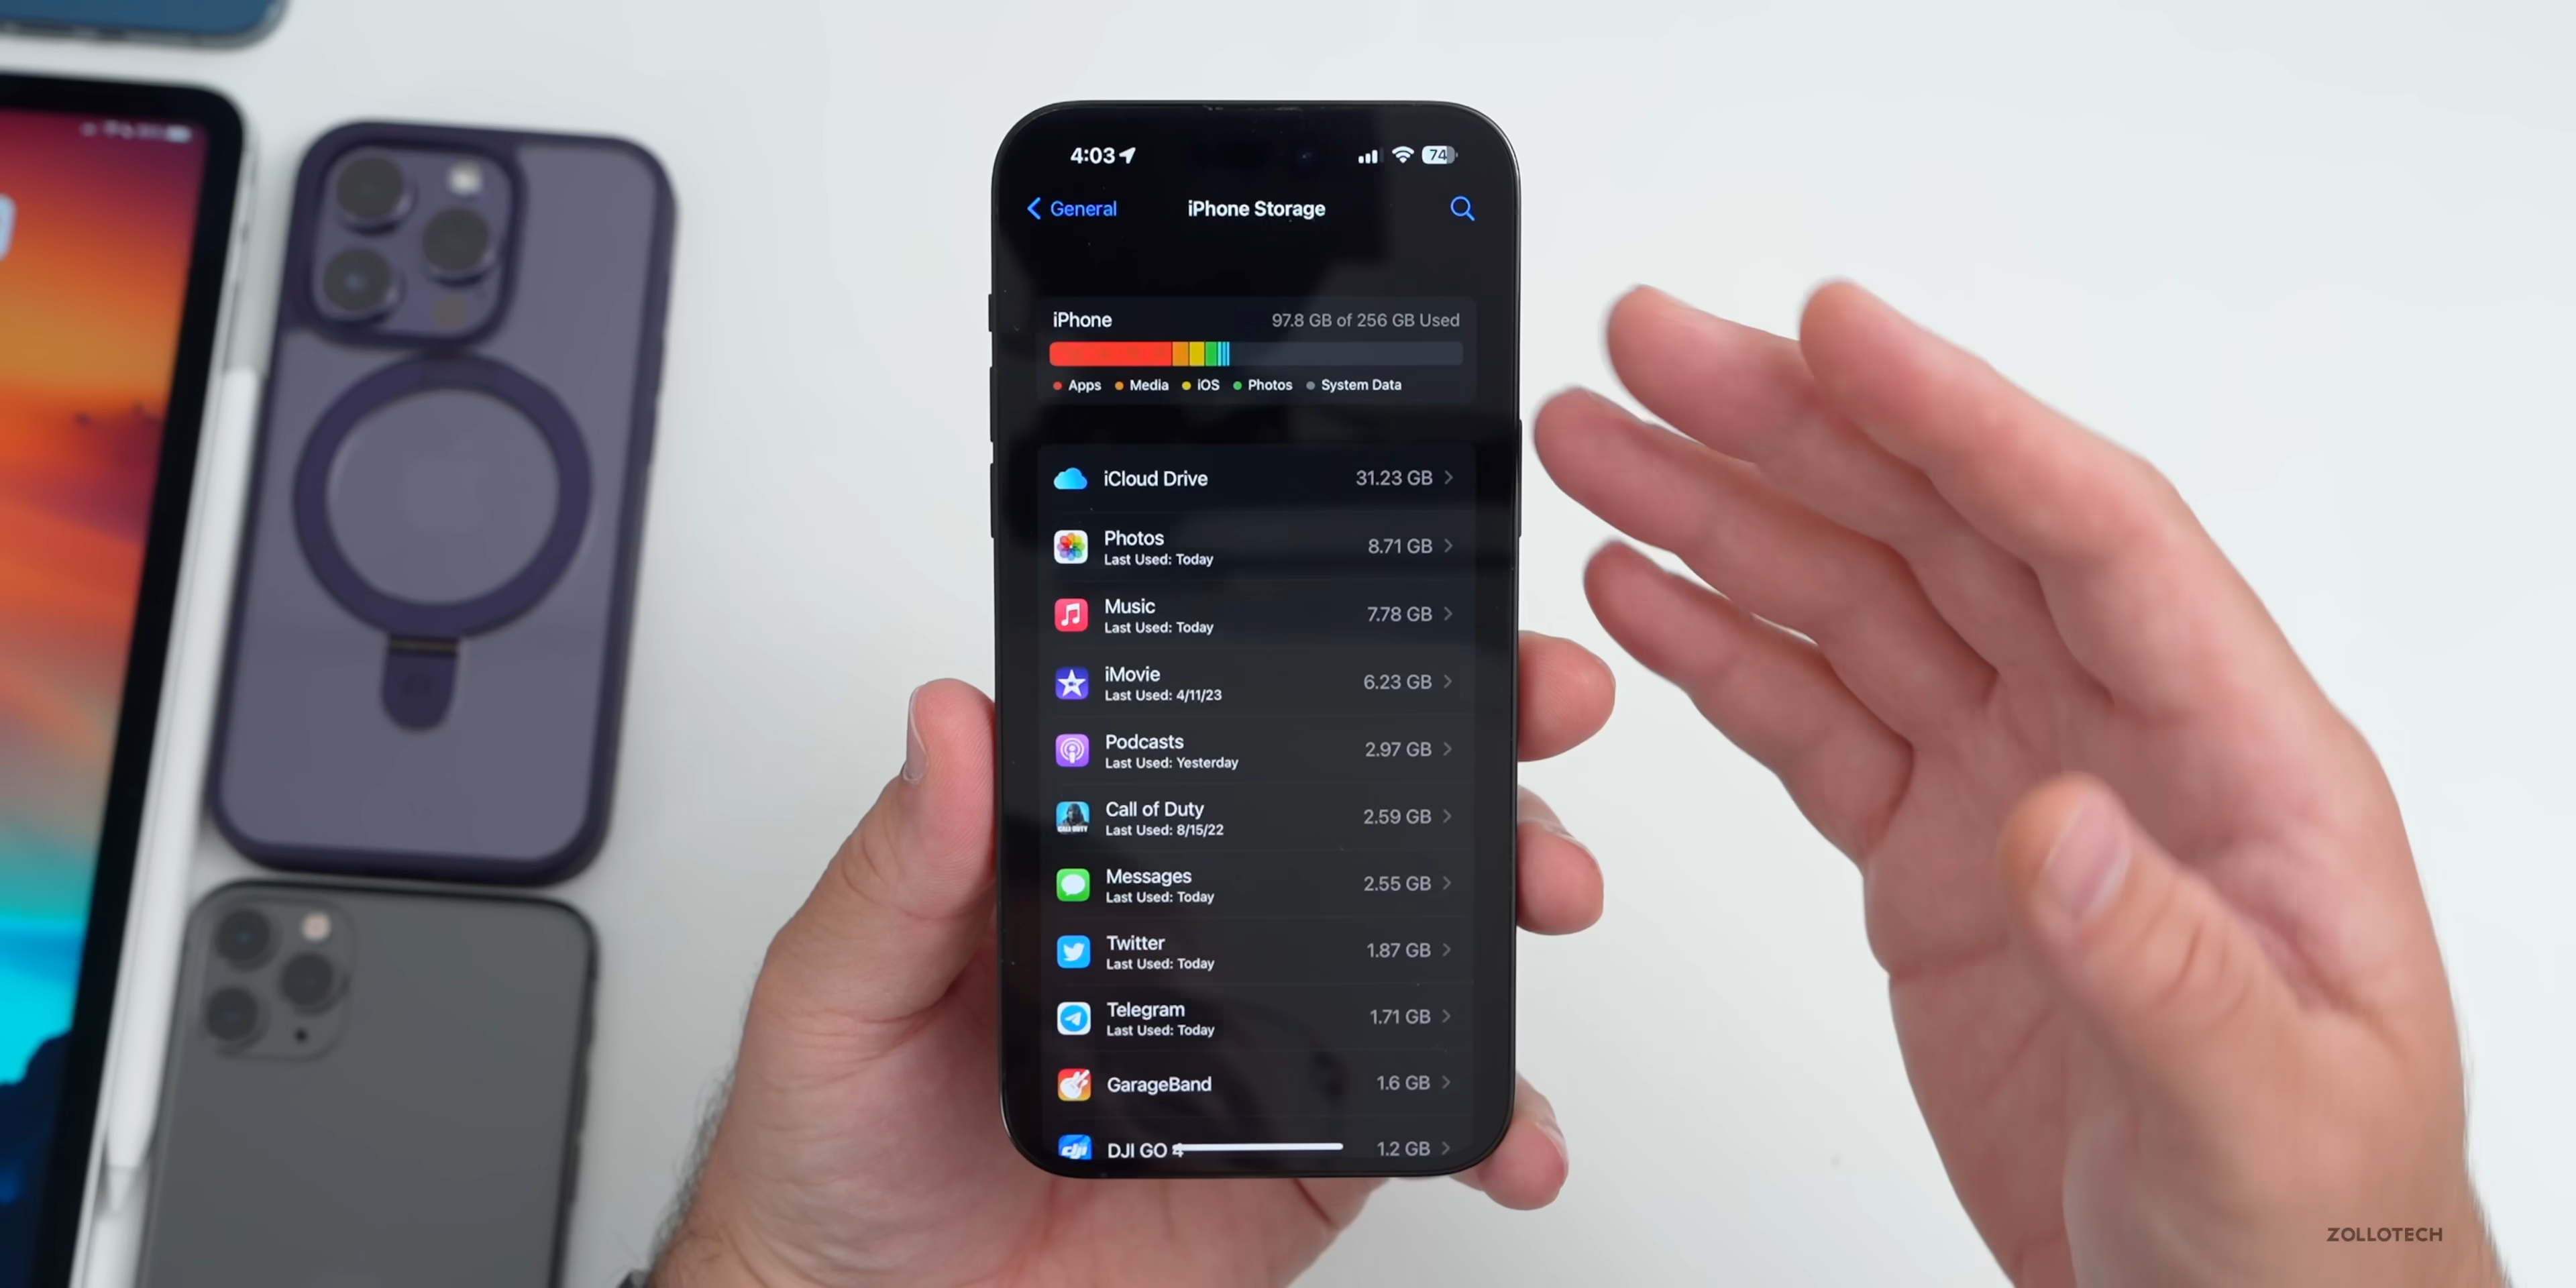 4:03
74
General
iPhone Storage
iPhone
97.8 GB of 256 GB Used
Apps
Media
iOS
Photos
System Data
iCloud Drive
31.23 GB
Photos
Last Used: Today
8.71 GB
Music
Last Used: Today
7.78 GB
iMovie
Last Used: 4/11/23
6.23 GB
Podcasts
Last Used: Yesterday
2.97 GB
Call of Duty
Last Used: 8/15/22
2.59 GB
Messages
Last Used: Today
2.55 GB
Twitter
Last Used: Today
1.87 GB
Telegram
Last Used: Today
1.71 GB
GarageBand
1.6 GB
dji
DJI GO 4
1.2 GB
ZOLLOTECH